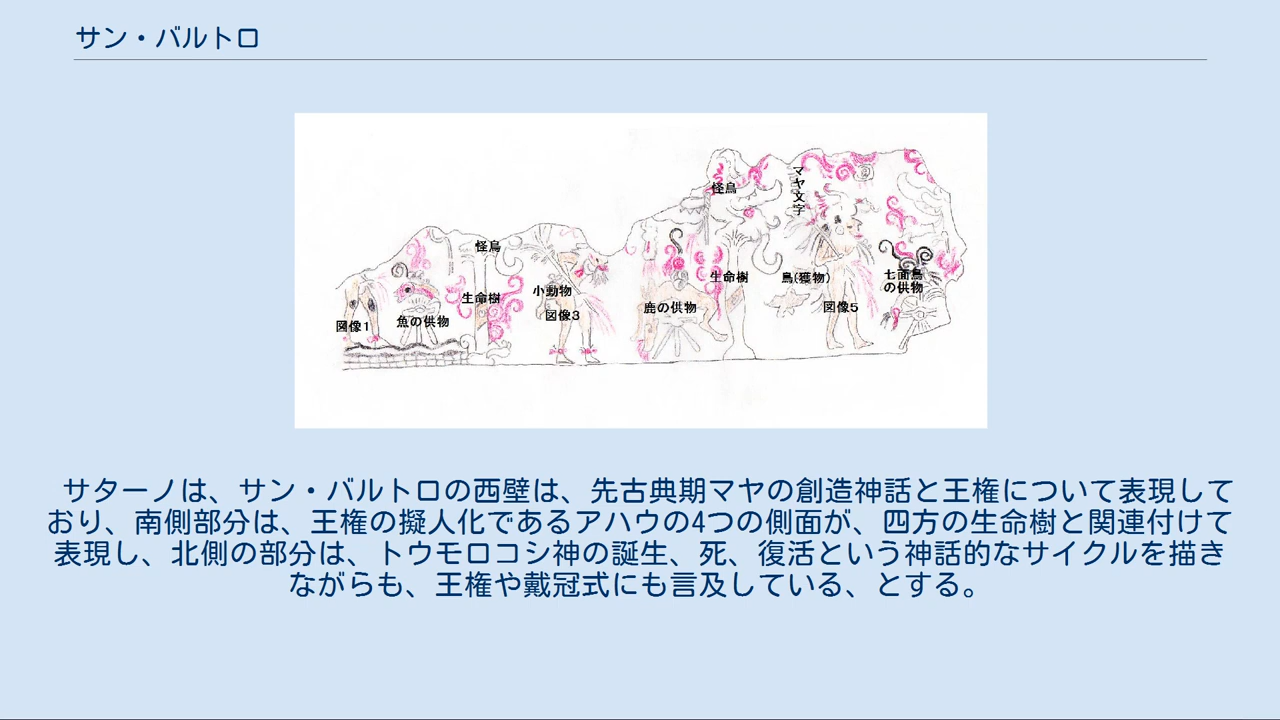 サン・バルトロ
怪鳥
マヤ文字
怪鳥
生命樹
小動物
図像1
魚の供物
図像3
鹿の供物
生命樹
鳥(獲物)
図像5
七面鳥
の供物
サターノは、サン・バルトロの西壁は、先古典期マヤの創造神話と王権について表現して
おり、南側部分は、王権の擬人化であるアハウの4つの側面が、四方の生命樹と関連付けて
表現し、北側の部分は、トウモロコシ神の誕生、死、復活という神話的なサイクルを描き
ながらも、王権や戴冠式にも言及している、とする。